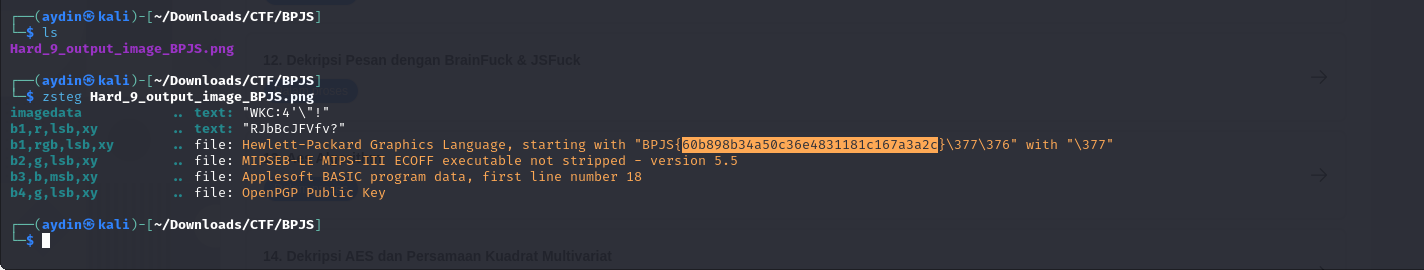 ┌──(aydin㉿kali)-[~/Downloads/CTF/BPJS]
└─$ ls
Hard_9_output_image_BPJS.png
12. Dekripsi Pesan dengan BrainFuck & JSFuck
┌──(aydin㉿kali)-[~/Downloads/CTF/BPJS]
└─$ zsteg Hard_9_output_image_BPJS.png
imagedata .. text: "WKC:4'\"!"
b1,r,lsb,xy .. text: "RJbBcJFVfv?"
b1,rgb,lsb,xy .. file: Hewlett-Packard Graphics Language, starting with "BPJS{60b898b34a50c36e4831181c167a3a2c}\377\376" with "\377"
b2,g,lsb,xy .. file: MIPSEB-LE MIPS-III ECOFF executable not stripped - version 5.5
b3,b,msb,xy .. file: Applesoft BASIC program data, first line number 18
b4,g,lsb,xy .. file: OpenPGP Public Key
┌──(aydin㉿kali)-[~/Downloads/CTF/BPJS]
└─$
14. Dekripsi AES dan Persamaan Kuadrat Multivariat